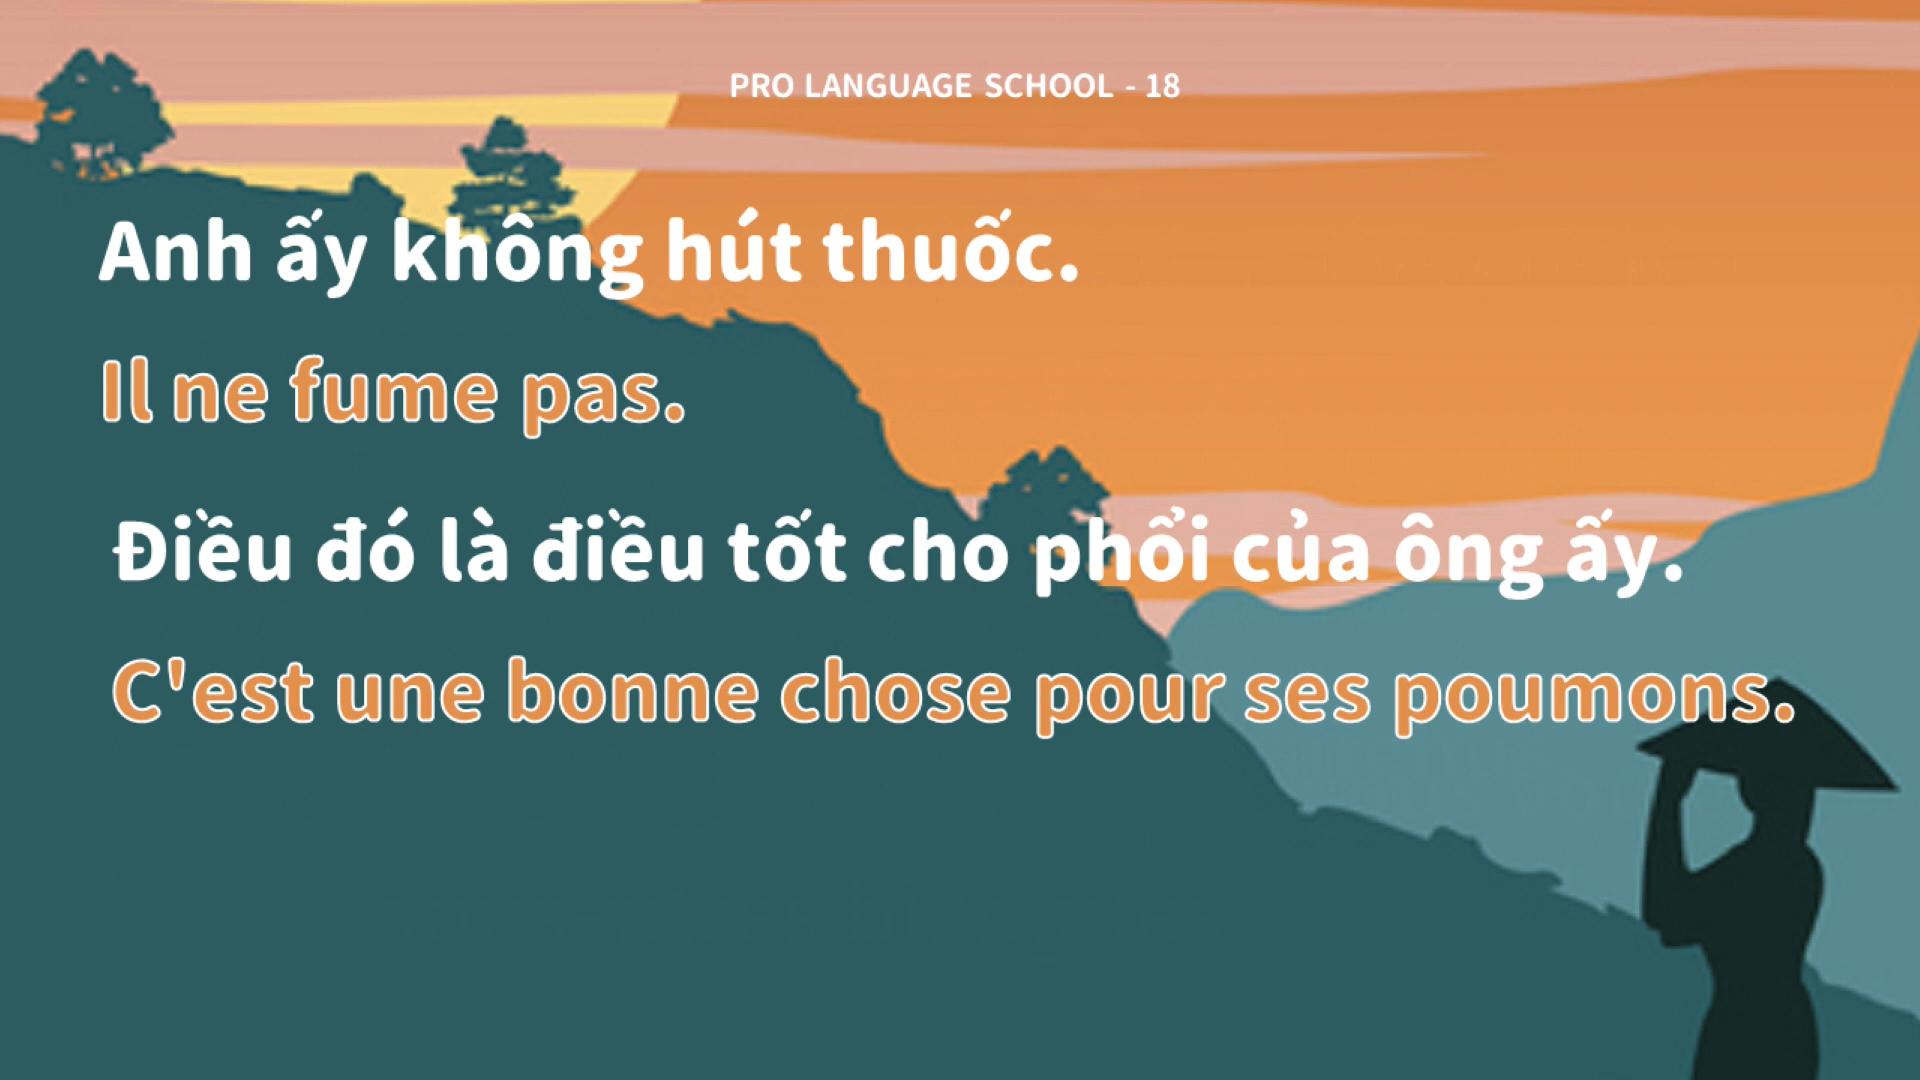 PRO LANGUAGE SCHOOL - 18
Anh ấy không hút thuốc.
Il ne fume pas.
Điều đó là điều tốt cho phổi của ông ấy.
C'est une bonne chose pour ses poumons.